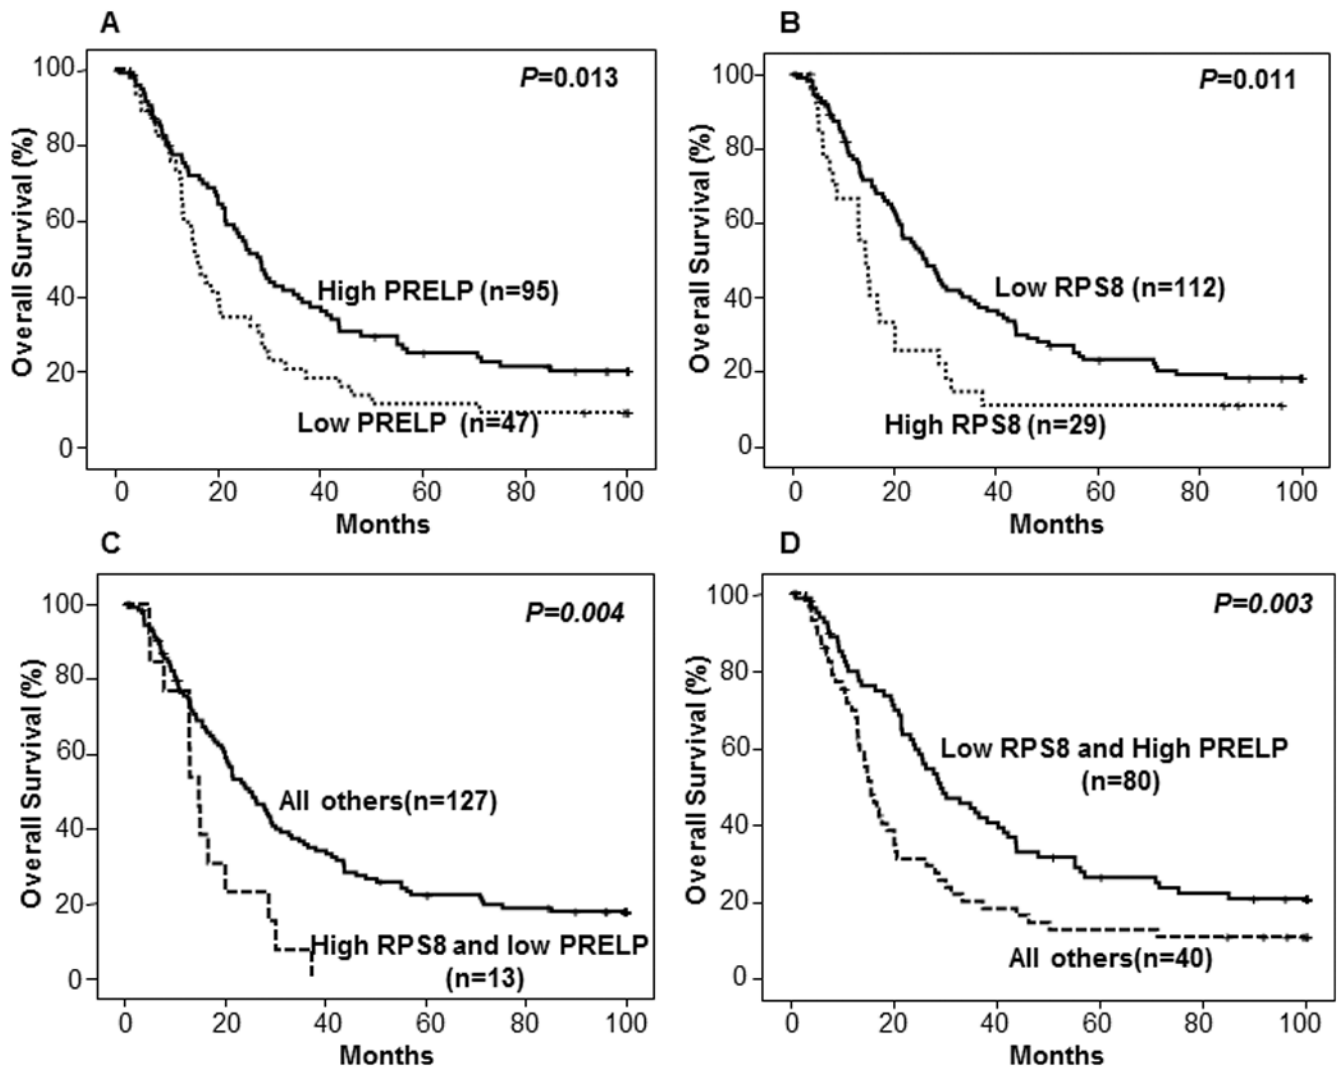 A
P=0.013
Overall Survival (%)
100
80
60
40
20
0
High PRELP (n=95)
Low PRELP (n=47)
0 20 40 60 80 100
Months
B
P=0.011
Overall Survival (%)
100
80
60
40
20
0
Low RPS8 (n=112)
High RPS8 (n=29)
0 20 40 60 80 100
Months
C
P=0.004
Overall Survival (%)
100
80
60
40
20
0
All others(n=127)
High RPS8 and low PRELP
(n=13)
0 20 40 60 80 100
Months
D
P=0.003
Overall Survival (%)
100
80
60
40
20
0
Low RPS8 and High PRELP
(n=80)
All others(n=40)
0 20 40 60 80 100
Months